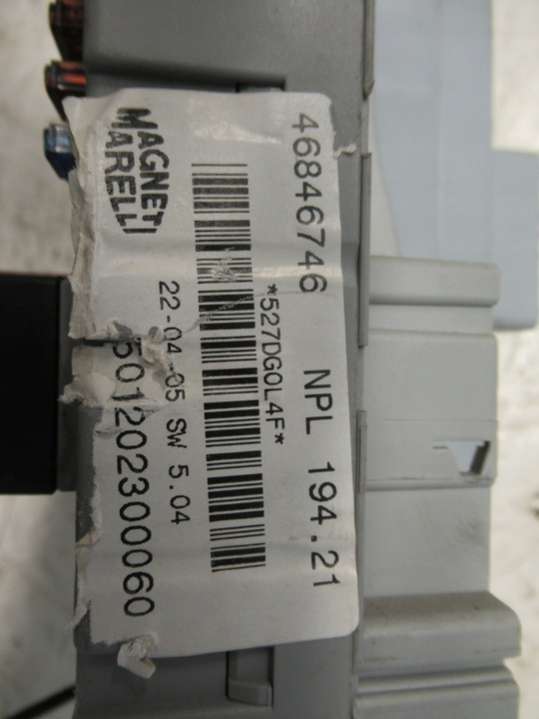 46846746 NPL 194.21
*527DG0L4F*
MAGNETI
MARELLI
22-04-05 SW 5.04
501202300060